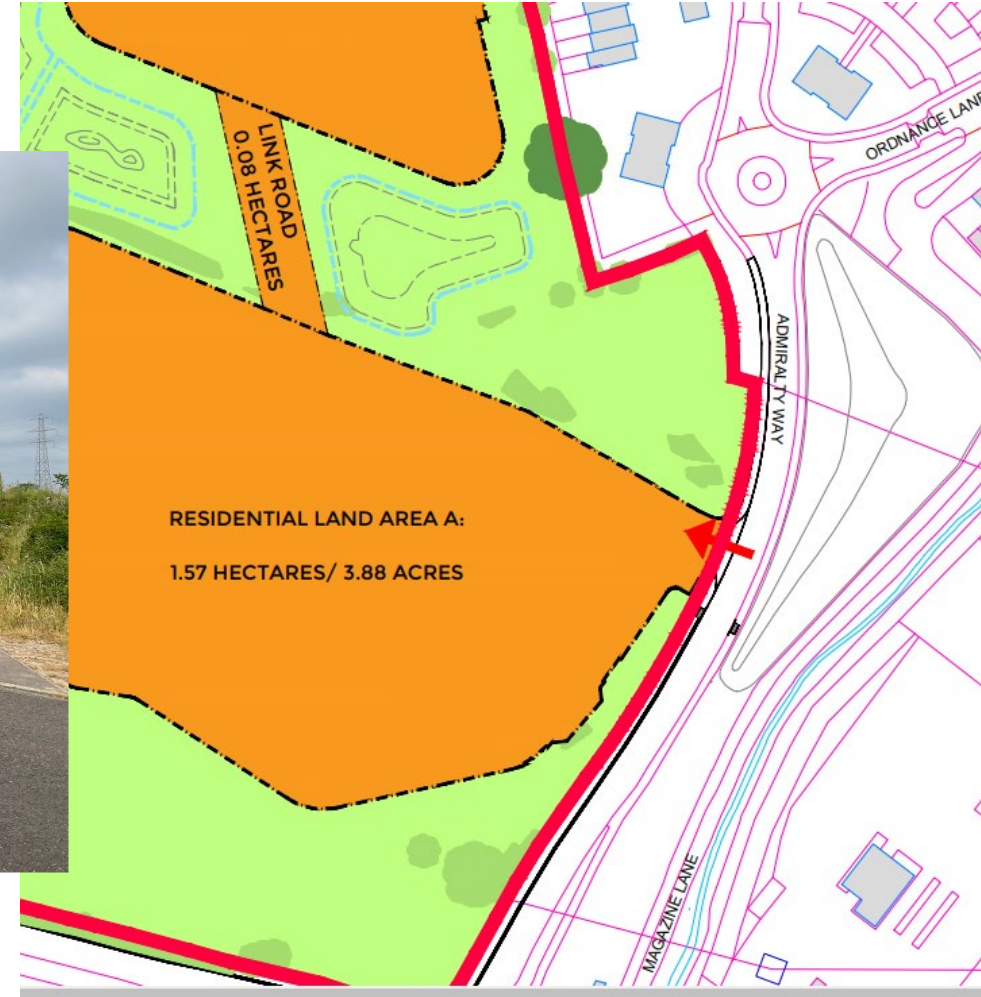 LINK ROAD
0.08 HECTARES
ORDNANCE LANE
ADMIRALTY WAY
RESIDENTIAL LAND AREA A:
1.57 HECTARES/ 3.88 ACRES
MAGAZINE LANE